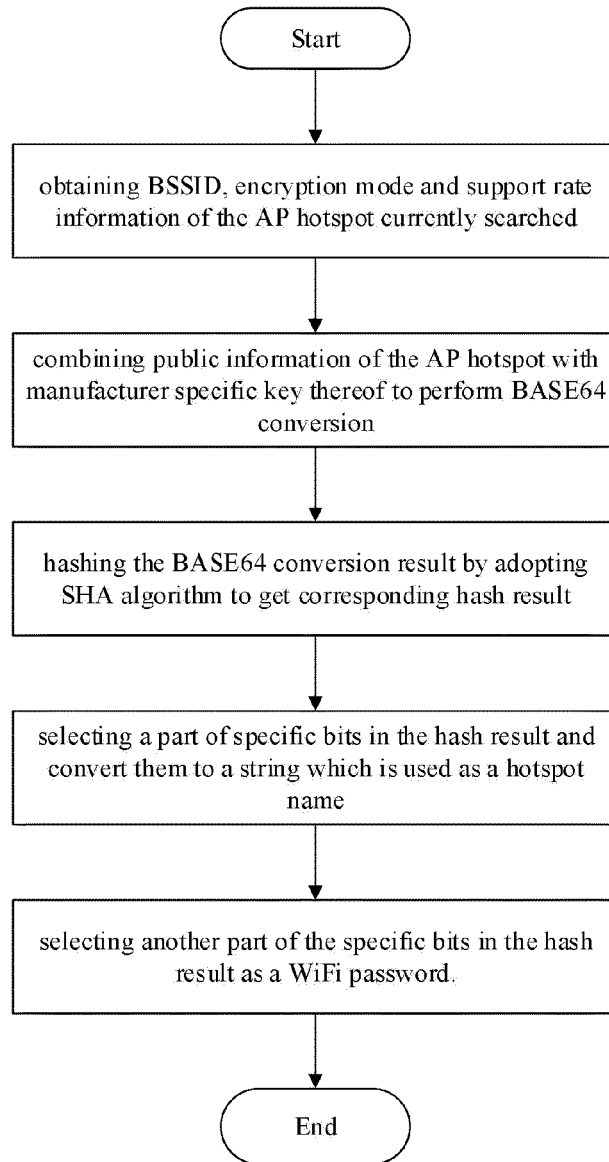 Start
obtaining BSSID, encryption mode and support rate
information of the AP hotspot currently searched
combining public information of the AP hotspot with
manufacturer specific key thereof to perform BASE64
conversion
hashing the BASE64 conversion result by adopting
SHA algorithm to get corresponding hash result
selecting a part of specific bits in the hash result and
convert them to a string which is used as a hotspot
name
selecting another part of the specific bits in the hash
result as a WiFi password.
End